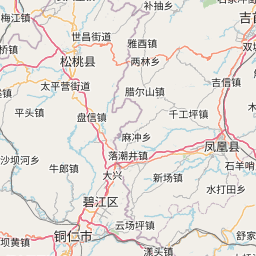 梅江镇
补抽乡
吉首
世昌街道
雅酉镇
双塘
松桃县
两林乡
太平营街道
腊尔山镇
吉信镇
平头镇
盘信镇
千工坪镇
麻冲乡
凤凰县
沙坝河乡
落潮井镇
牛郎镇
大兴
新场镇
石羊哨
水打田乡
碧江区
坝黄镇
铜仁市
云场坪镇
舒家
漾头镇